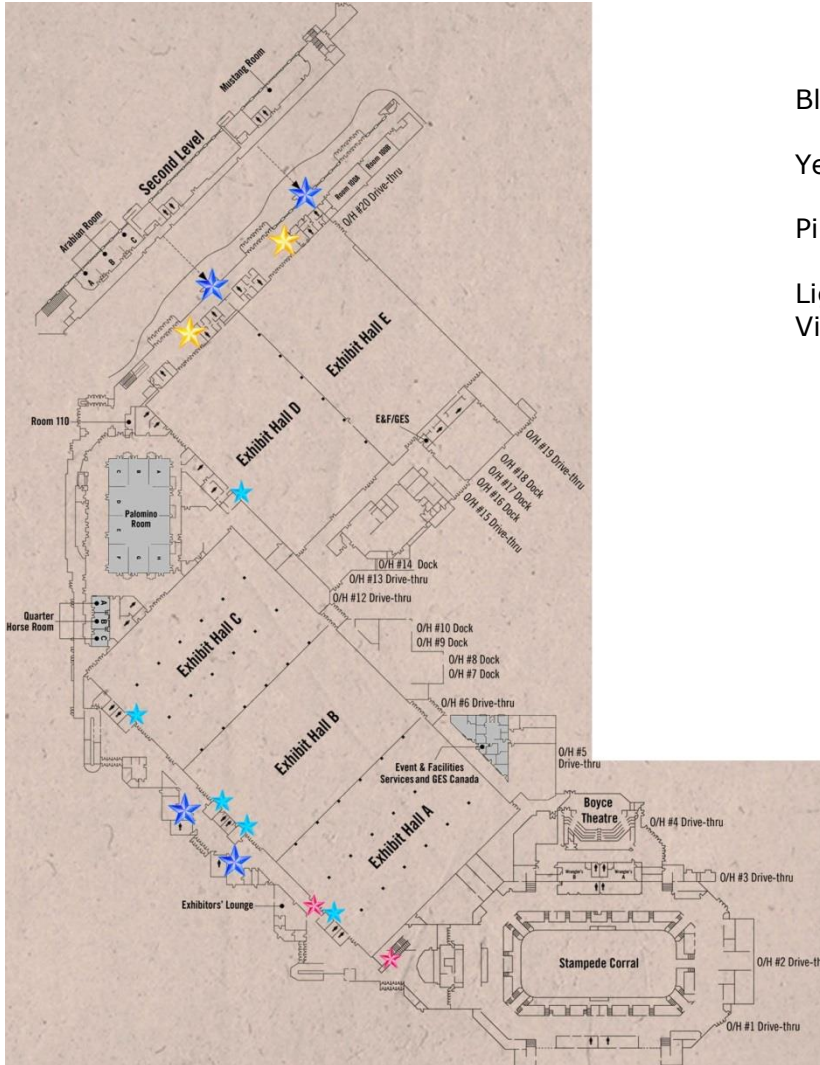 Mustang Room
Second Level
Arabian Room
A
B
C
Room 100A
Room 100B
O/H #20 Drive-thru
Exhibit Hall E
Exhibit Hall D
Room 110
E&F/GES
O/H #19 Drive-thru
O/H #18 Dock
O/H #17 Dock
O/H #16 Dock
O/H #15 Drive-thru
C
B
A
Palomino
Room
D
E
F
G
H
O/H #14 Dock
O/H #13 Drive-thru
O/H #12 Drive-thru
Quarter
Horse Room
A
B
C
Exhibit Hall C
O/H #10 Dock
O/H #9 Dock
O/H #8 Dock
O/H #7 Dock
O/H #6 Drive-thru
Exhibit Hall B
Event & Facilities
Services and GES Canada
O/H #5
Drive-thru
Exhibit Hall A
Boyce
Theatre
O/H #4 Drive-thru
Wrangler's
B
Wrangler's
A
O/H #3 Drive-thru
Exhibitors' Lounge
Stampede Corral
O/H #2 Drive-th
O/H #1 Drive-thru
Bl
Ye
Pi
Vi